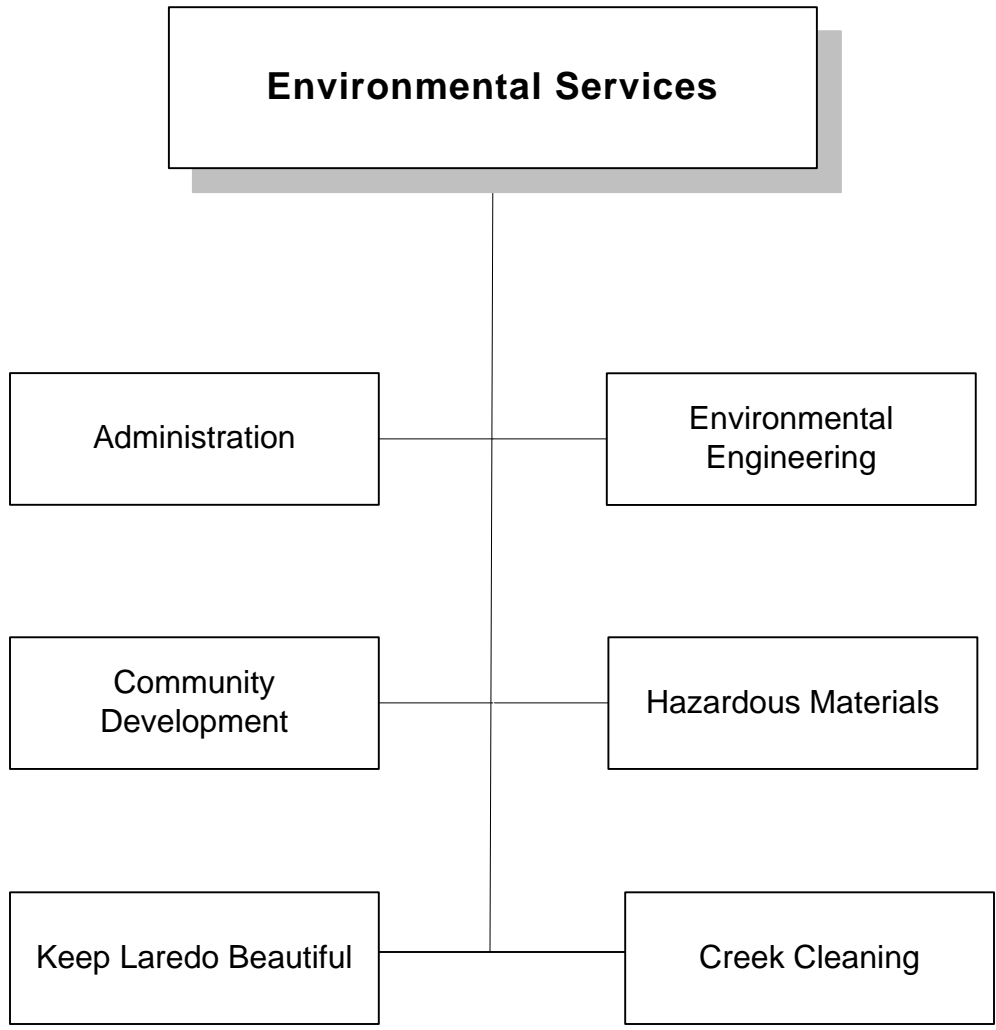 Environmental Services
Administration
Environmental
Engineering
Community
Development
Hazardous Materials
Keep Laredo Beautiful
Creek Cleaning